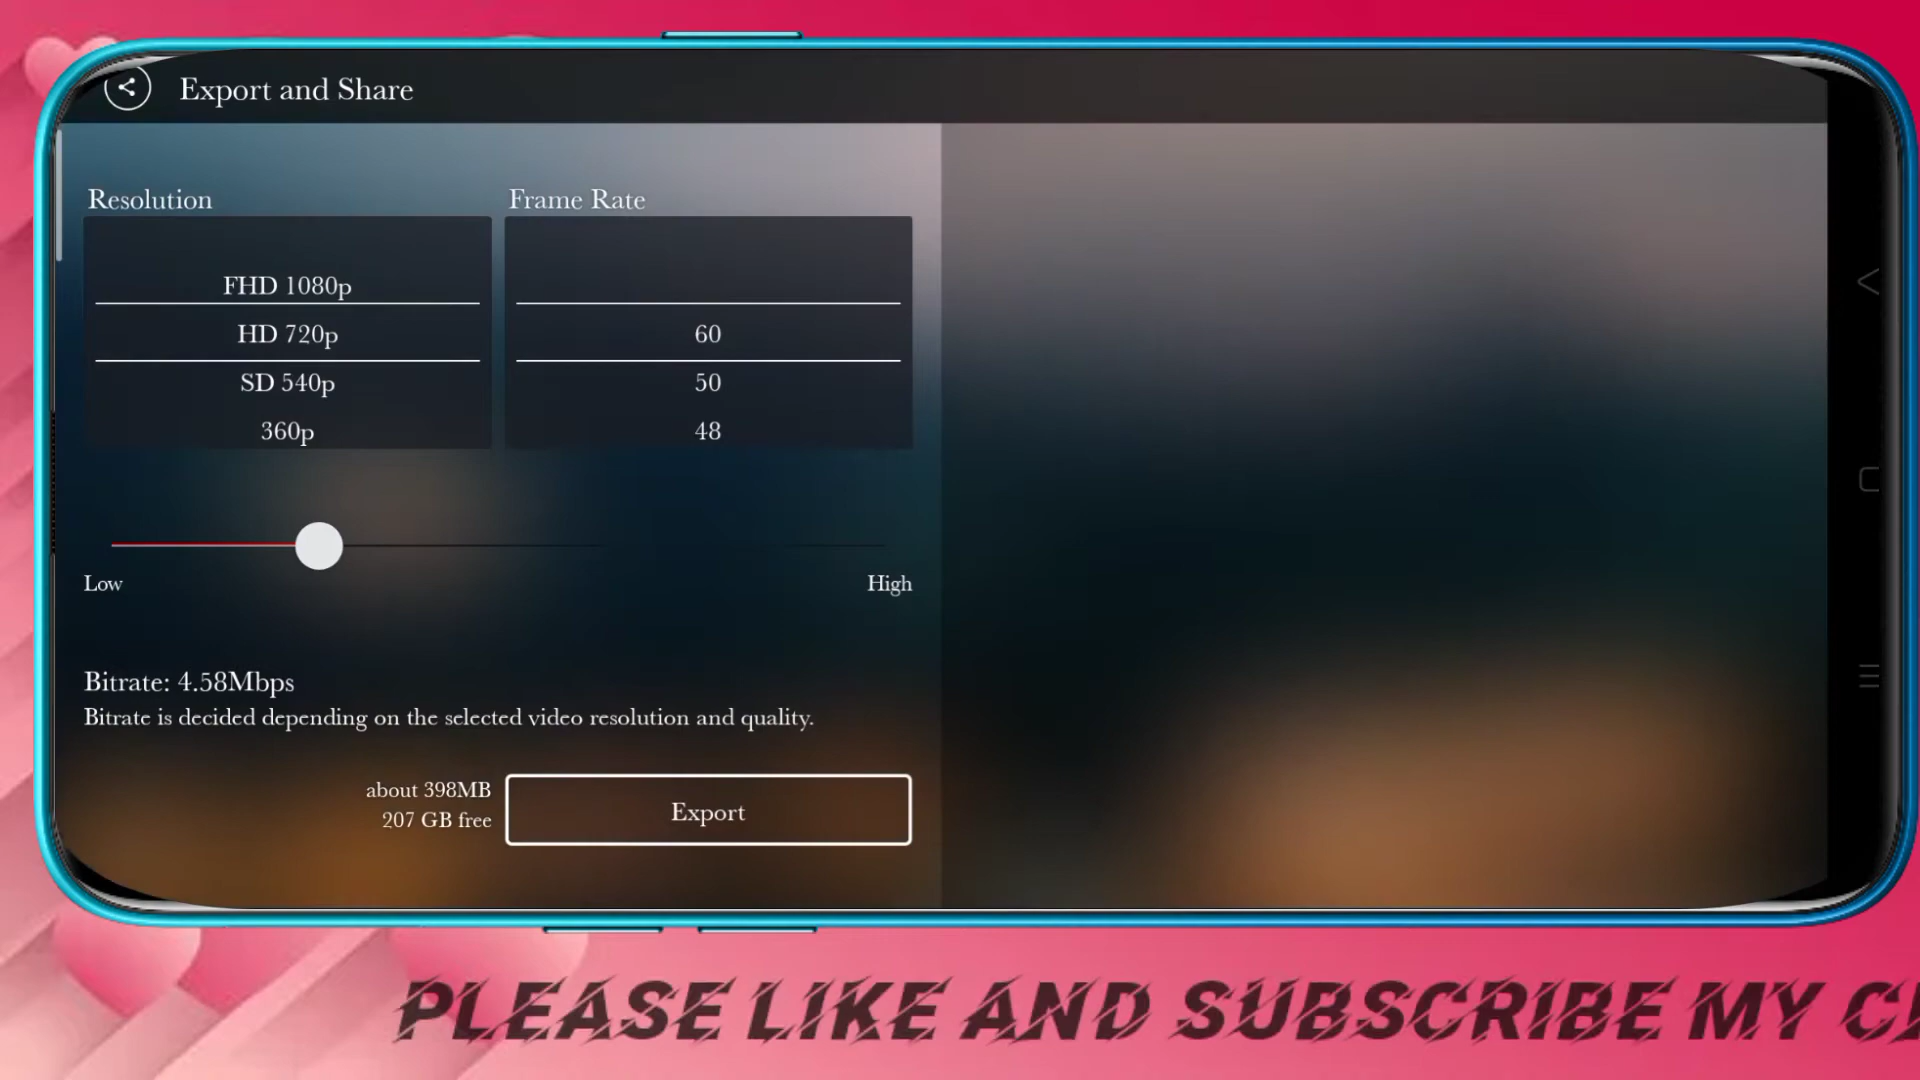 Export and Share
Resolution
Frame Rate
FHD 1080p
HD 720p
SD 540p
360p
60
50
48
Low
High
Bitrate: 4.58Mbps
Bitrate is decided depending on the selected video resolution and quality.
about 398MB
207 GB free
Export
PLEASE LIKE AND SUBSCRIBE MY